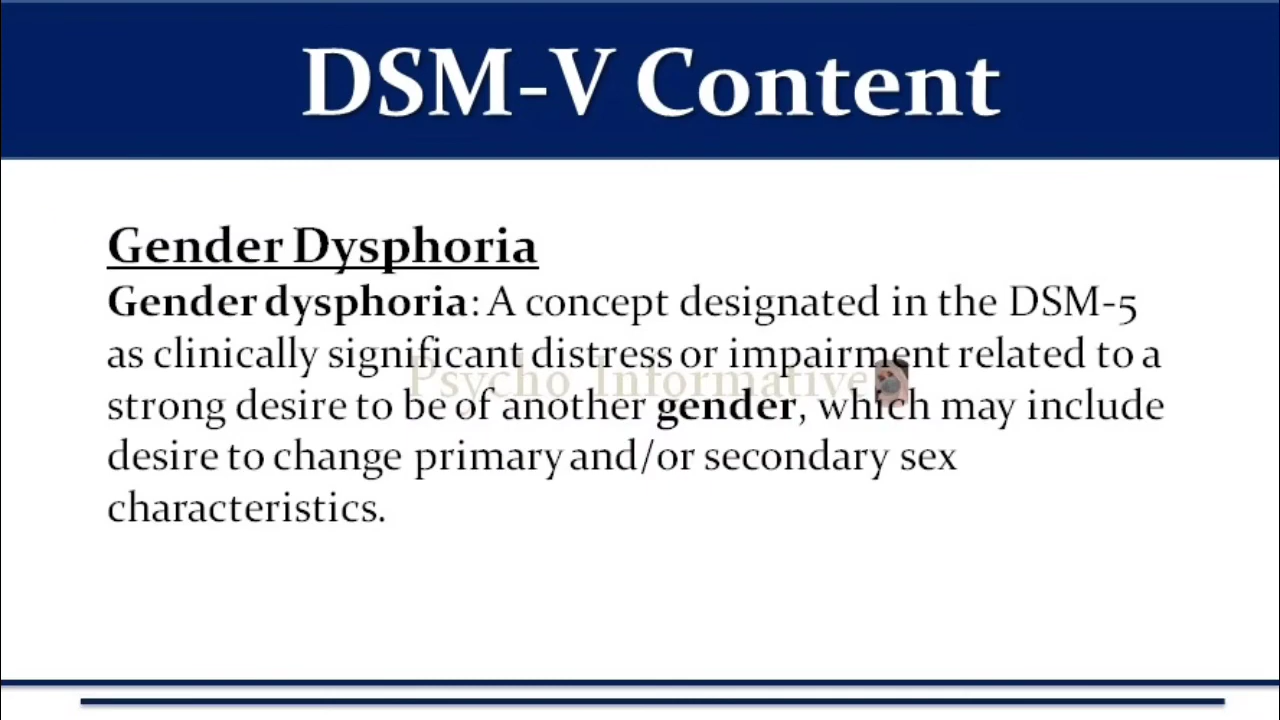 DSM-V Content
Gender Dysphoria
Gender dysphoria: A concept designated in the DSM-5
as clinically significant distress or impairment related to a
Psycho Informative
strong desire to be of another gender, which may include
desire to change primary and/or secondary sex
characteristics.